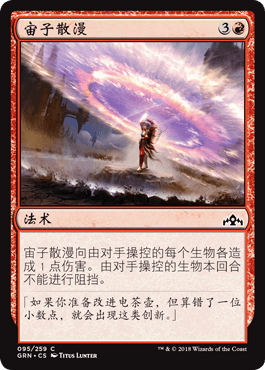 宙子散漫 3
法术
宙子散漫向由对手操控的每个生物各造
成1点伤害。由对手操控的生物本回合
不能进行阻挡。
「如果你准备改进电茶壶，但算错了一位
小数点，就会出现这类创新。」
095/259 C
GRN • CS Titus Lunter
™ & © 2018 Wizards of the Coast